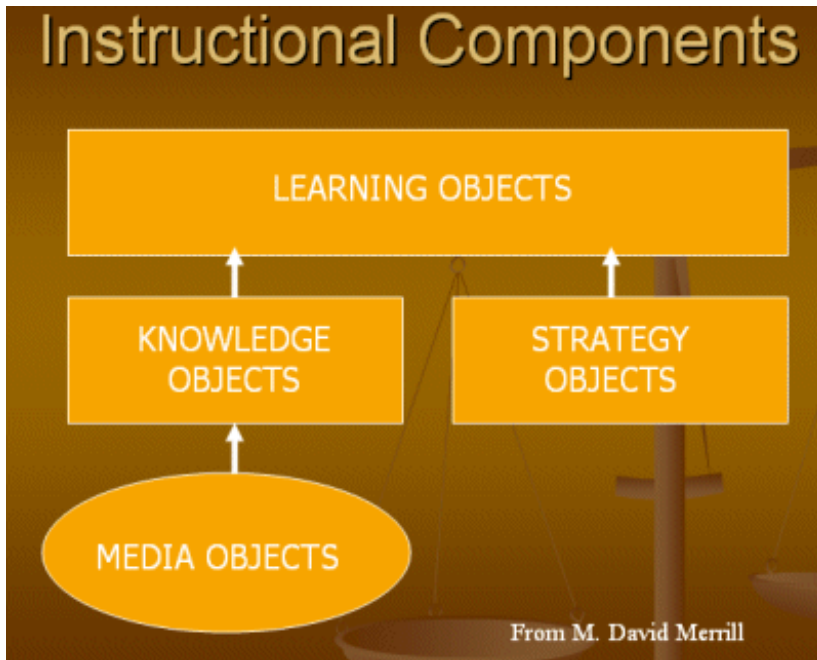 Instructional Components
LEARNING OBJECTS
KNOWLEDGE
OBJECTS
STRATEGY
OBJECTS
MEDIA OBJECTS
From M. David Merrill